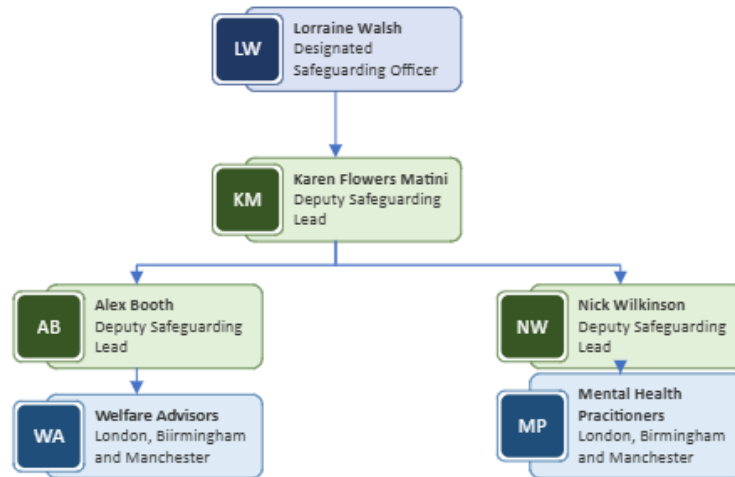 LW
Lorraine Walsh
Designated
Safeguarding Officer
KM
Karen Flowers Matini
Deputy Safeguarding
Lead
AB
Alex Booth
Deputy Safeguarding
Lead
NW
Nick Wilkinson
Deputy Safeguarding
Lead
WA
Welfare Advisors
London, Biirmingham
and Manchester
MP
Mental Health
Pracitioners
London, Birmingham
and Manchester